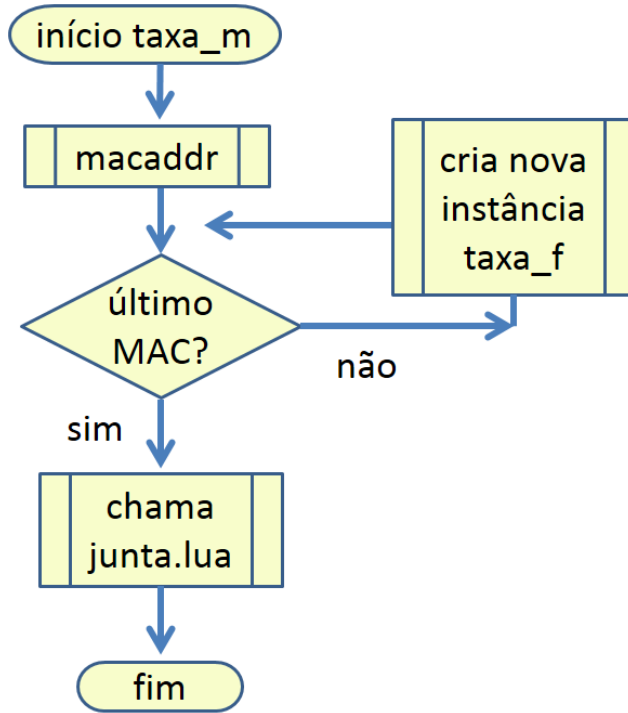 início taxa_m
macaddr
cria nova
instância
taxa_f
último
MAC?
não
sim
chama
junta.lua
fim